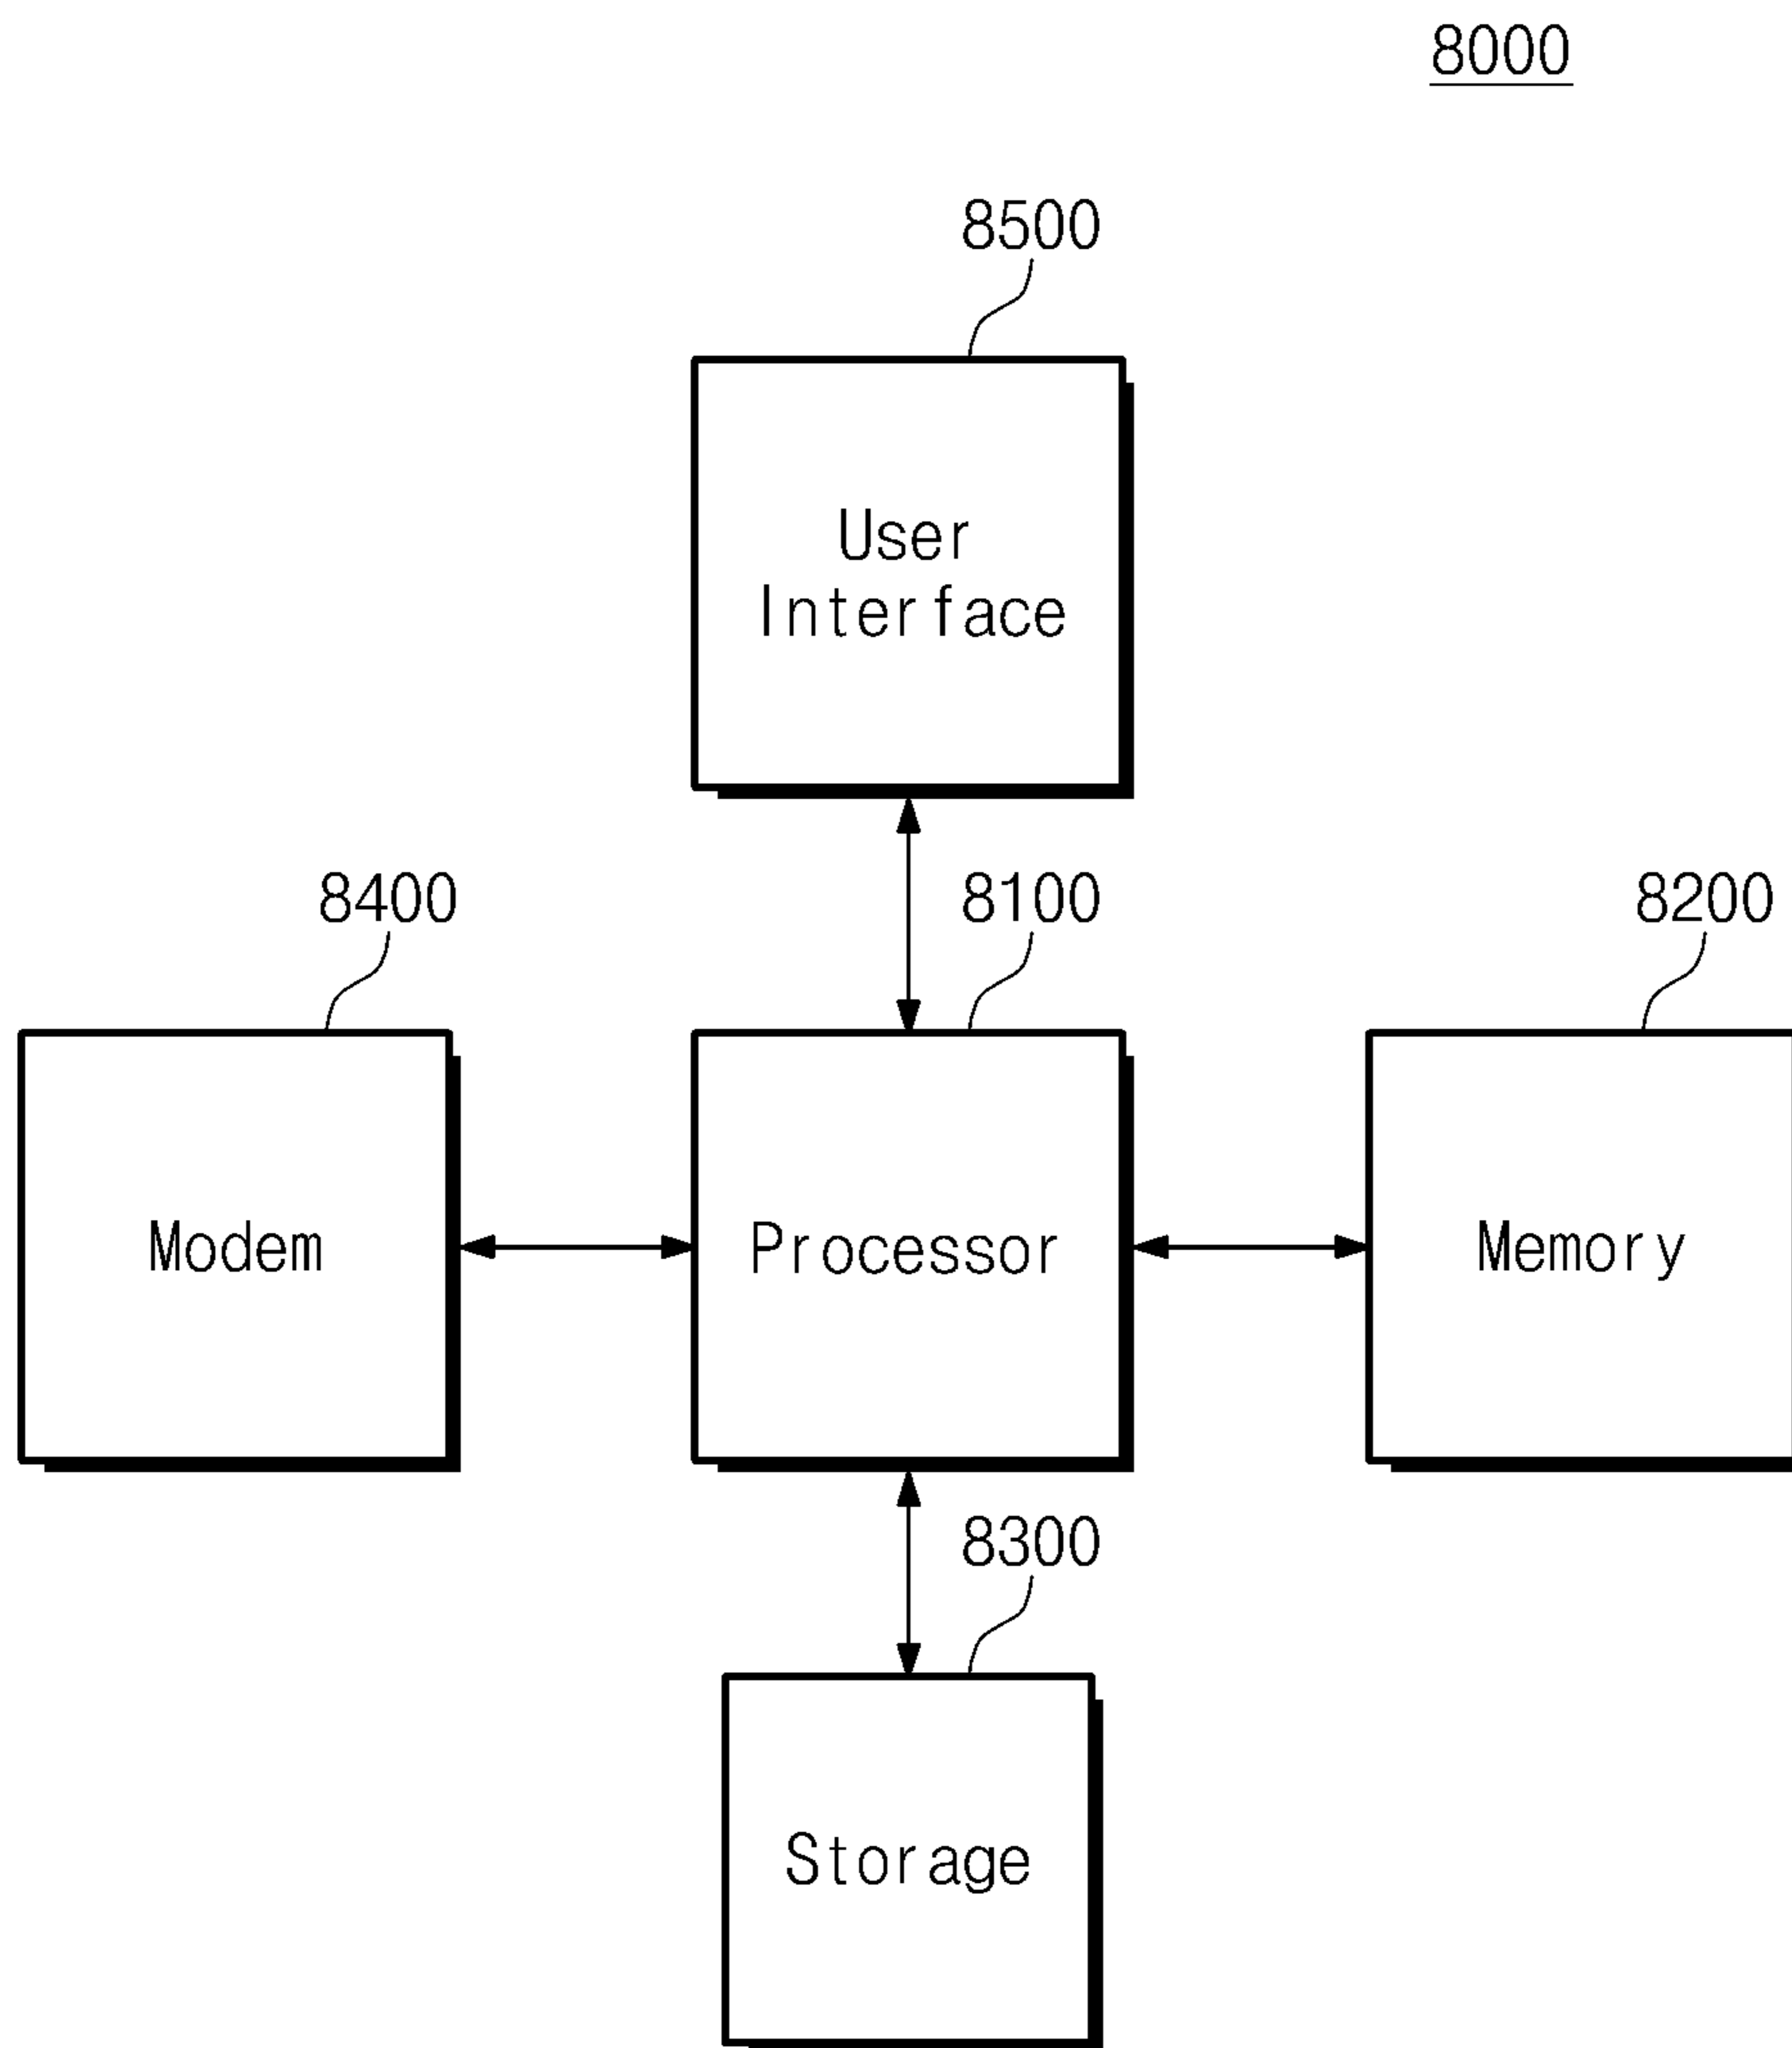 8000
8500
User
Interface
8400
8100
8200
Modem
Processor
Memory
8300
Storage